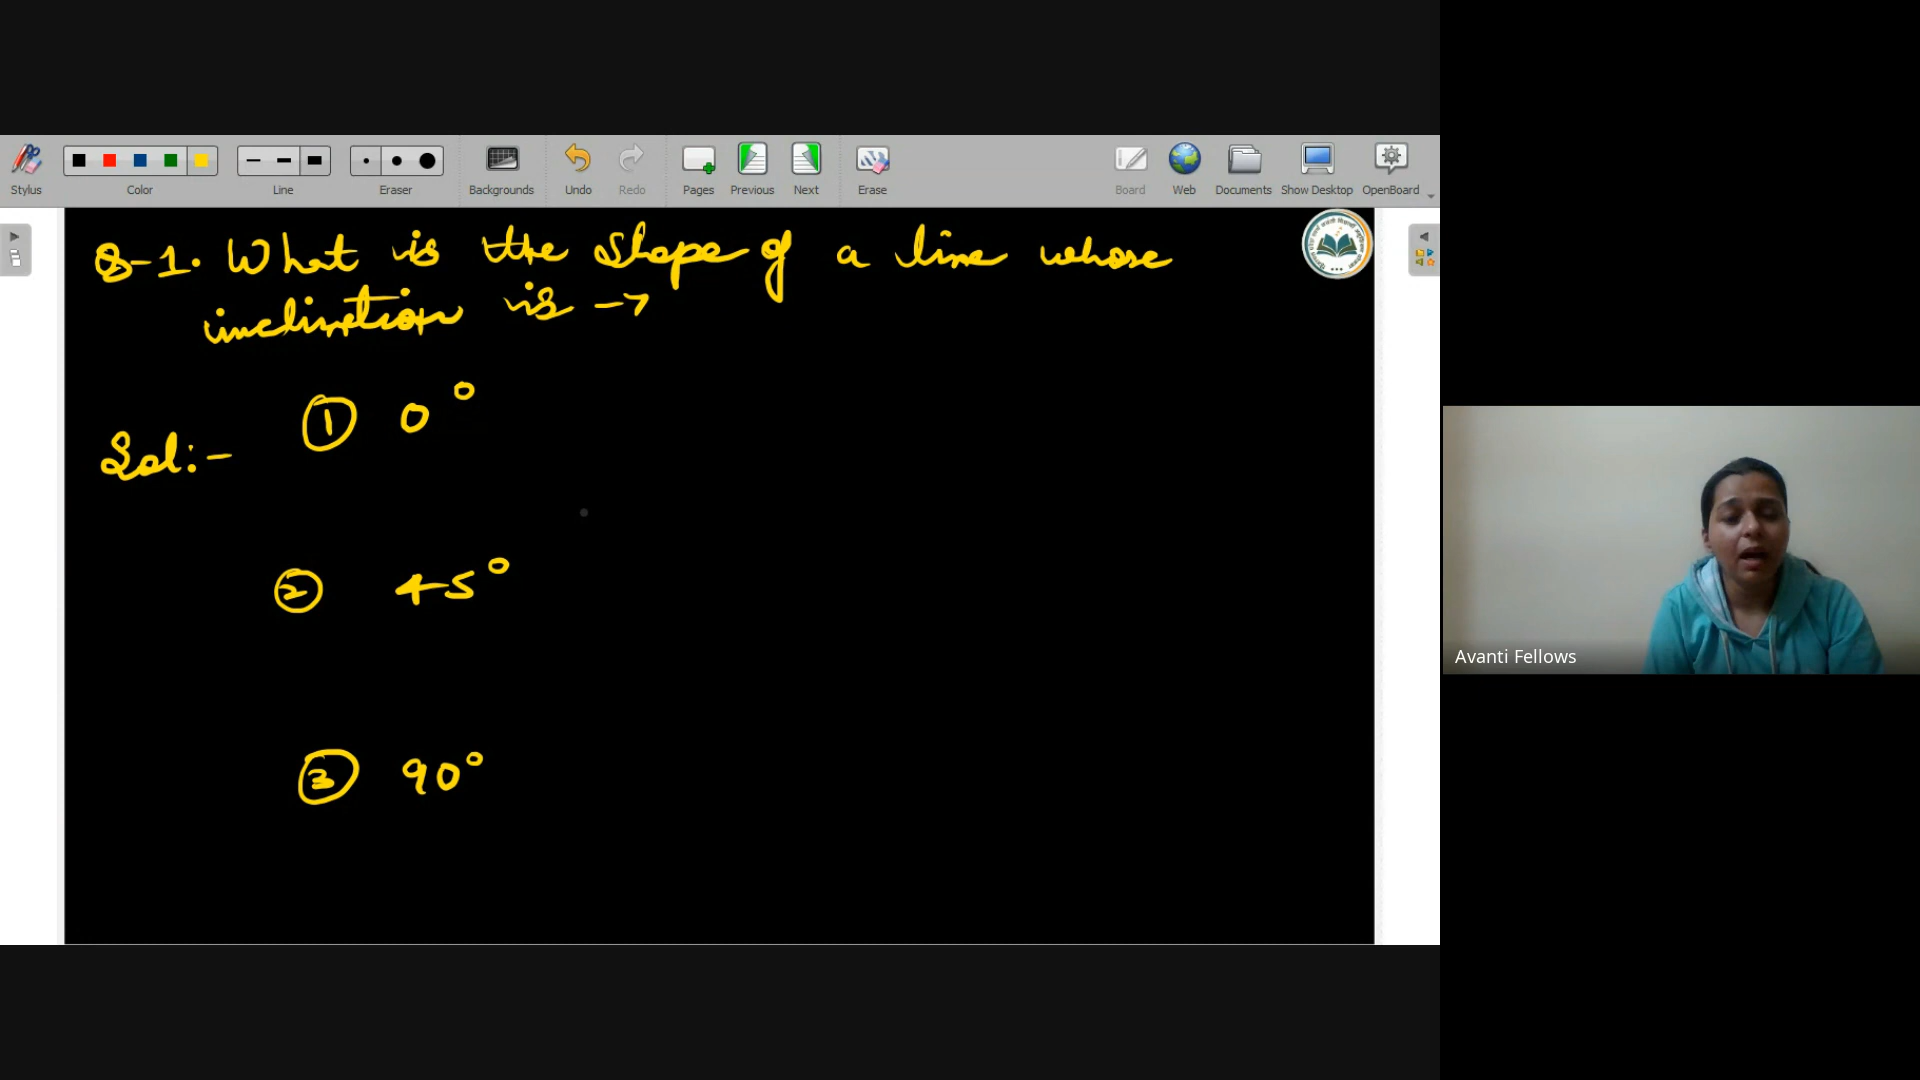 Stylus
Color
Line
Eraser
Backgrounds
Undo
Redo
Pages
Previous
Next
Erase
Board
Web
Documents
Show Desktop
OpenBoard
Q-1. What is the slope of a line whose
inclination is →
① 0°
Sol:-
② 45°
③ 90°
Avanti Fellows